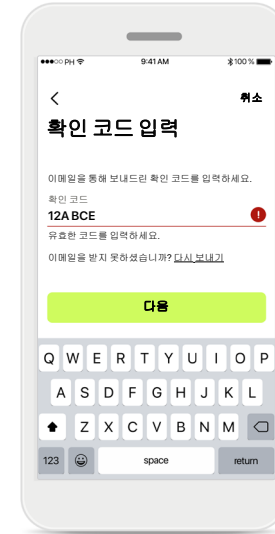 PH 9:41 AM 100 %
취소
확인 코드 입력
이메일을 통해 보내드린 확인 코드를 입력하세요.
확인 코드
12A BCE
유효한 코드를 입력하세요.
이메일을 받지 못하셨습니까? 다시 보내기
다음
Q W E R T Y U I O P
A S D F G H J K L
Z X C V B N M
123 space return